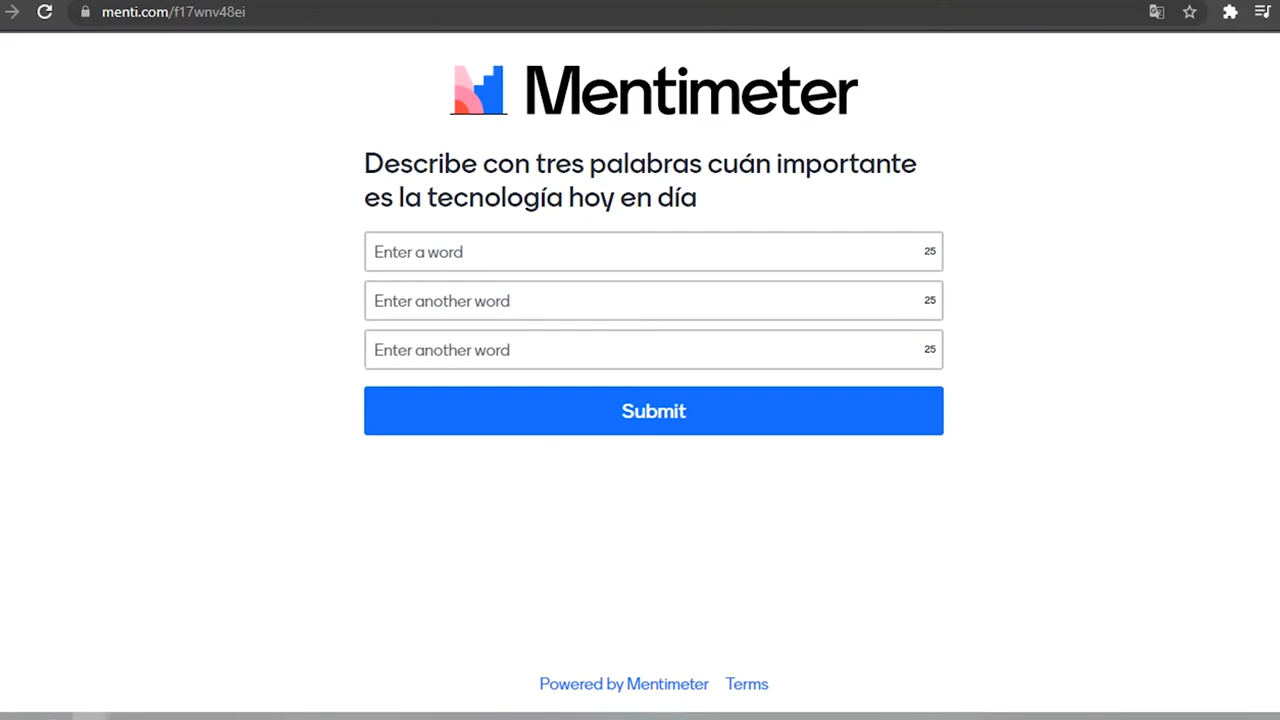 menti.com/f17wnv48ei
Mentimeter
Describe con tres palabras cuán importante
es la tecnología hoy en día
Enter a word 25
Enter another word 25
Enter another word 25
Submit
Powered by Mentimeter Terms